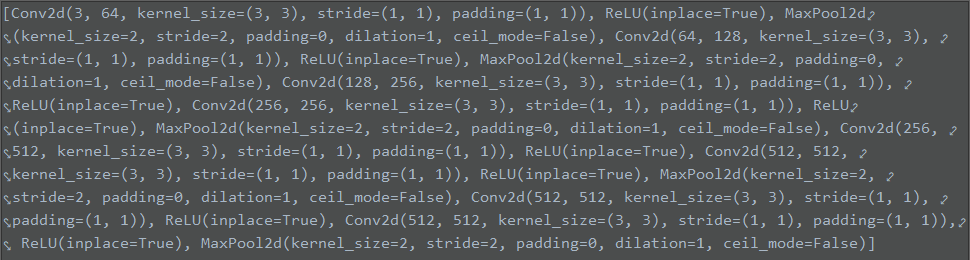 [Conv2d(3, 64, kernel_size=(3, 3), stride=(1, 1), padding=(1, 1)), ReLU(inplace=True), MaxPool2d
(kernel_size=2, stride=2, padding=0, dilation=1, ceil_mode=False), Conv2d(64, 128, kernel_size=(3, 3),
stride=(1, 1), padding=(1, 1)), ReLU(inplace=True), MaxPool2d(kernel_size=2, stride=2, padding=0,
dilation=1, ceil_mode=False), Conv2d(128, 256, kernel_size=(3, 3), stride=(1, 1), padding=(1, 1)),
ReLU(inplace=True), Conv2d(256, 256, kernel_size=(3, 3), stride=(1, 1), padding=(1, 1)), ReLU
(inplace=True), MaxPool2d(kernel_size=2, stride=2, padding=0, dilation=1, ceil_mode=False), Conv2d(256,
512, kernel_size=(3, 3), stride=(1, 1), padding=(1, 1)), ReLU(inplace=True), Conv2d(512, 512,
kernel_size=(3, 3), stride=(1, 1), padding=(1, 1)), ReLU(inplace=True), MaxPool2d(kernel_size=2,
stride=2, padding=0, dilation=1, ceil_mode=False), Conv2d(512, 512, kernel_size=(3, 3), stride=(1, 1),
padding=(1, 1)), ReLU(inplace=True), Conv2d(512, 512, kernel_size=(3, 3), stride=(1, 1), padding=(1, 1)),
ReLU(inplace=True), MaxPool2d(kernel_size=2, stride=2, padding=0, dilation=1, ceil_mode=False)]